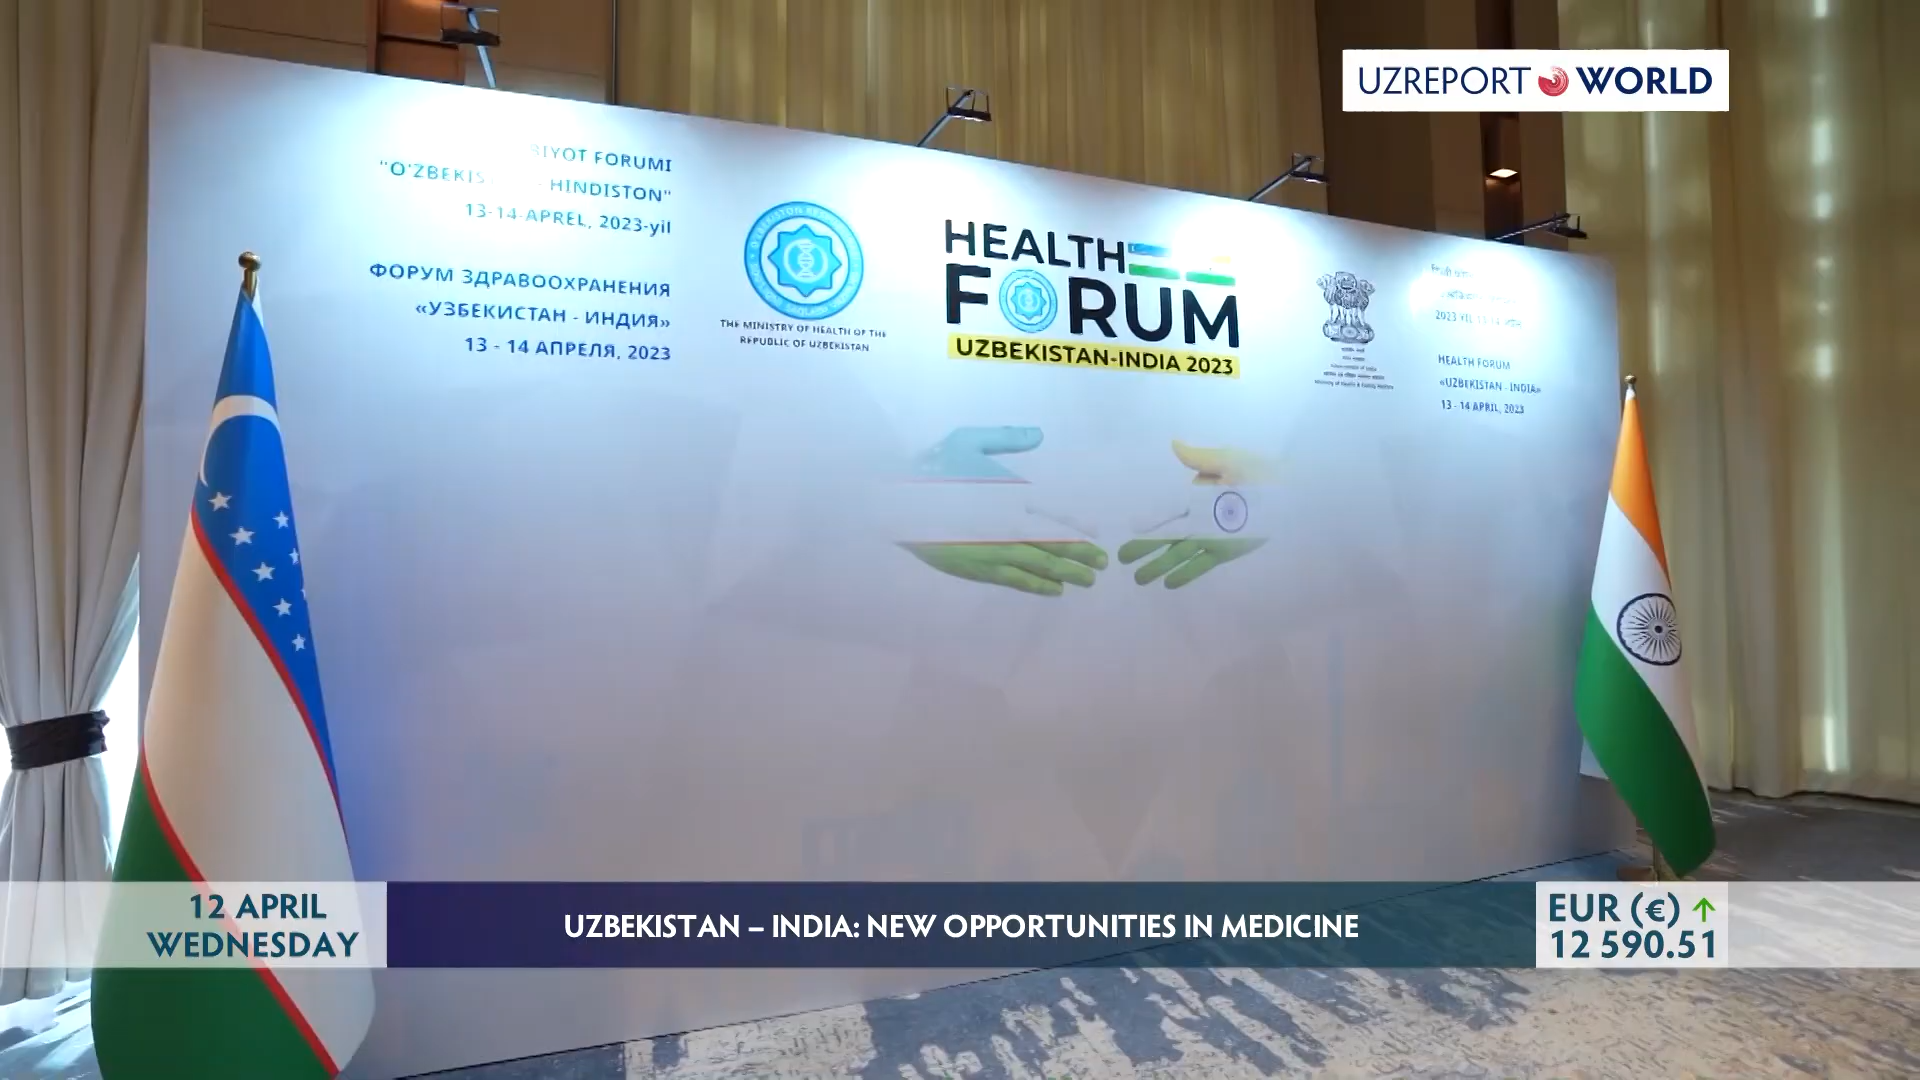 UZREPORT WORLD
FORUMI
HINDISTON"
13-14-APREL, 2023-yil
ФОРУМ ЗДРАВООХРАНЕНИЯ
«УЗБЕКИСТАН - ИНДИЯ»
13 - 14 АПРЕЛЯ, 2023
THE MINISTRY OF HEALTH OF THE
REPUBLIC OF UZBEKISTAN
HEALTH
FORUM
UZBEKISTAN-INDIA 2023
HEALTH FORUM
«UZBEKISTAN - INDIA»
13 - 14 APRIL, 2023
12 APRIL
WEDNESDAY
UZBEKISTAN – INDIA: NEW OPPORTUNITIES IN MEDICINE
EUR (€) ↑
12 590.51